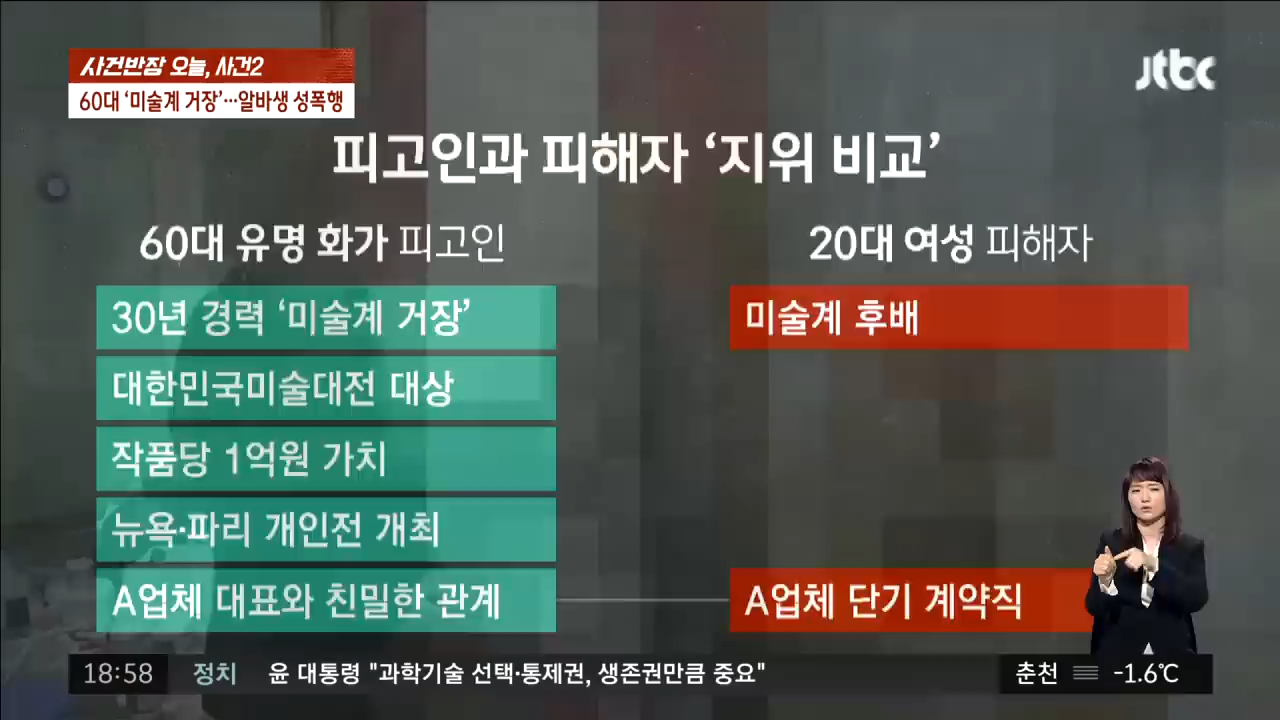 사건반장 오늘, 사건2
jtbc
60대 ‘미술계 거장’…알바생 성폭행
피고인과 피해자 ‘지위 비교’
60대 유명 화가 피고인
20대 여성 피해자
30년 경력 ‘미술계 거장’
미술계 후배
대한민국미술대전 대상
작품당 1억원 가치
뉴욕·파리 개인전 개최
A업체 대표와 친밀한 관계
A업체 단기 계약직
18:58 정치 윤 대통령 "과학기술 선택·통제권, 생존권만큼 중요"
춘천 -1.6℃